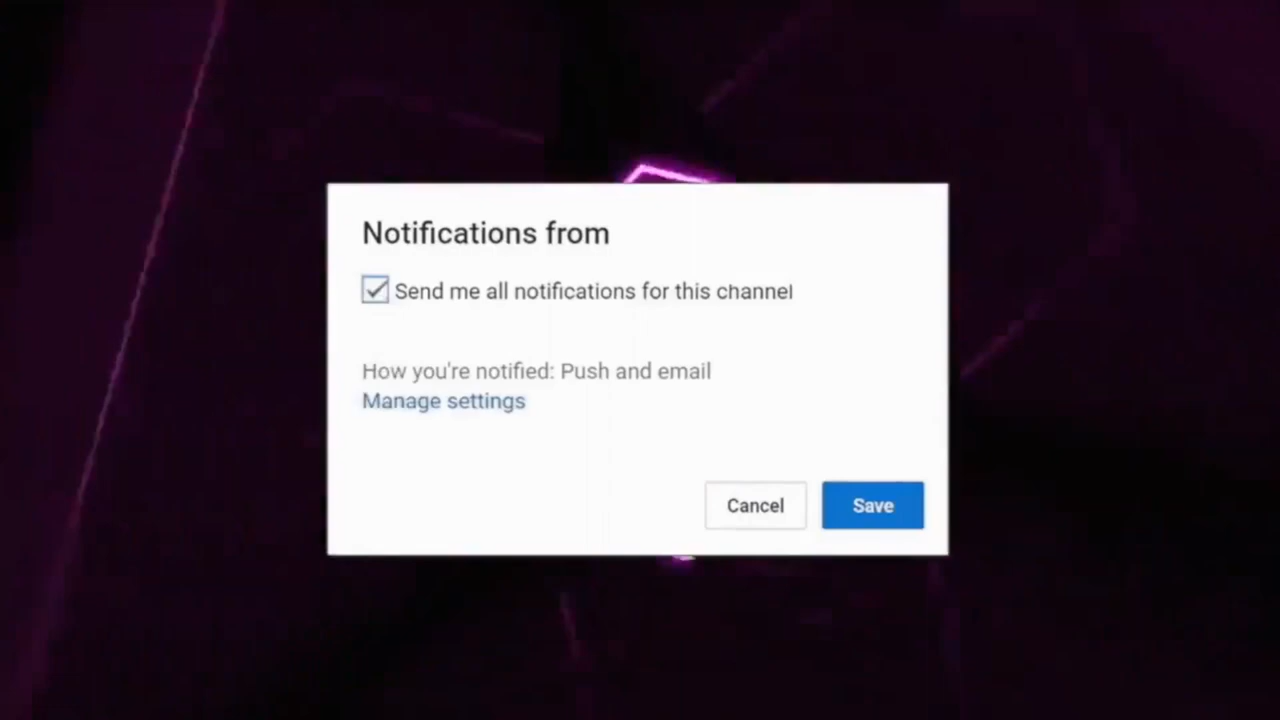 Notifications from
Send me all notifications for this channel
How you're notified: Push and email
Manage settings
Cancel
Save